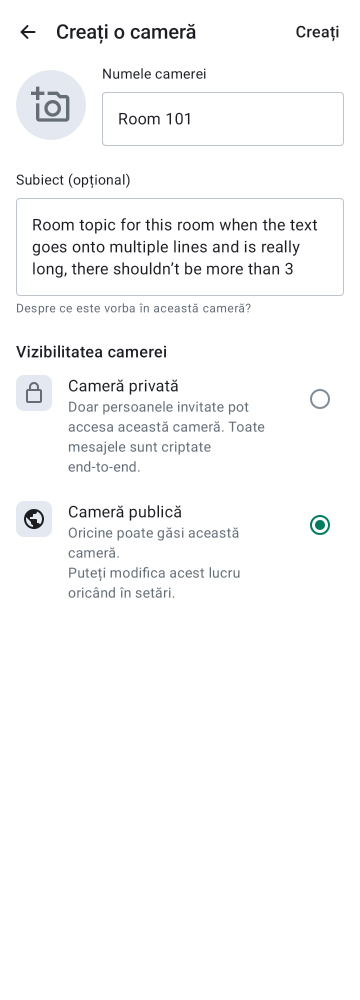 Creați o cameră
Creați
Numele camerei
Room 101
Subiect (opțional)
Room topic for this room when the text
goes onto multiple lines and is really
long, there shouldn’t be more than 3
Despre ce este vorba în această cameră?
Vizibilitatea camerei
Cameră privată
Doar persoanele invitate pot
accesa această cameră. Toate
mesajele sunt criptate
end-to-end.
Cameră publică
Oricine poate găsi această
cameră.
Puteți modifica acest lucru
oricând în setări.